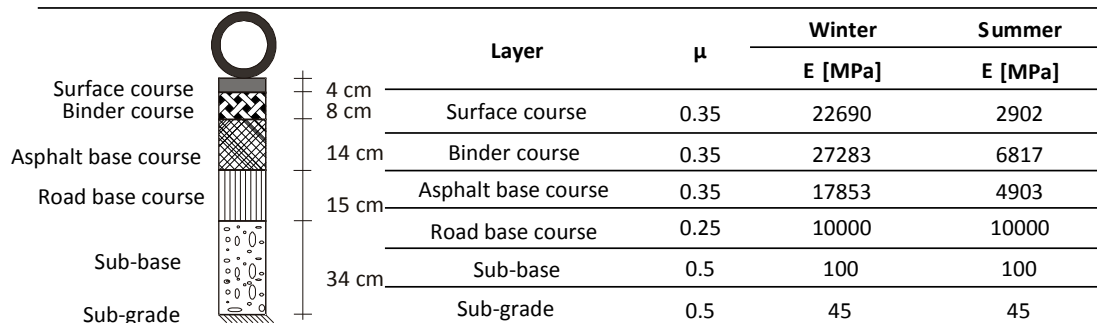 Surface course
Binder course
Asphalt base course
Road base course
Sub-base
Sub-grade
4 cm
8 cm
14 cm
15 cm
34 cm
Layer μ Winter Summer
E [MPa] E [MPa]
Surface course 0.35 22690 2902
Binder course 0.35 27283 6817
Asphalt base course 0.35 17853 4903
Road base course 0.25 10000 10000
Sub-base 0.5 100 100
Sub-grade 0.5 45 45